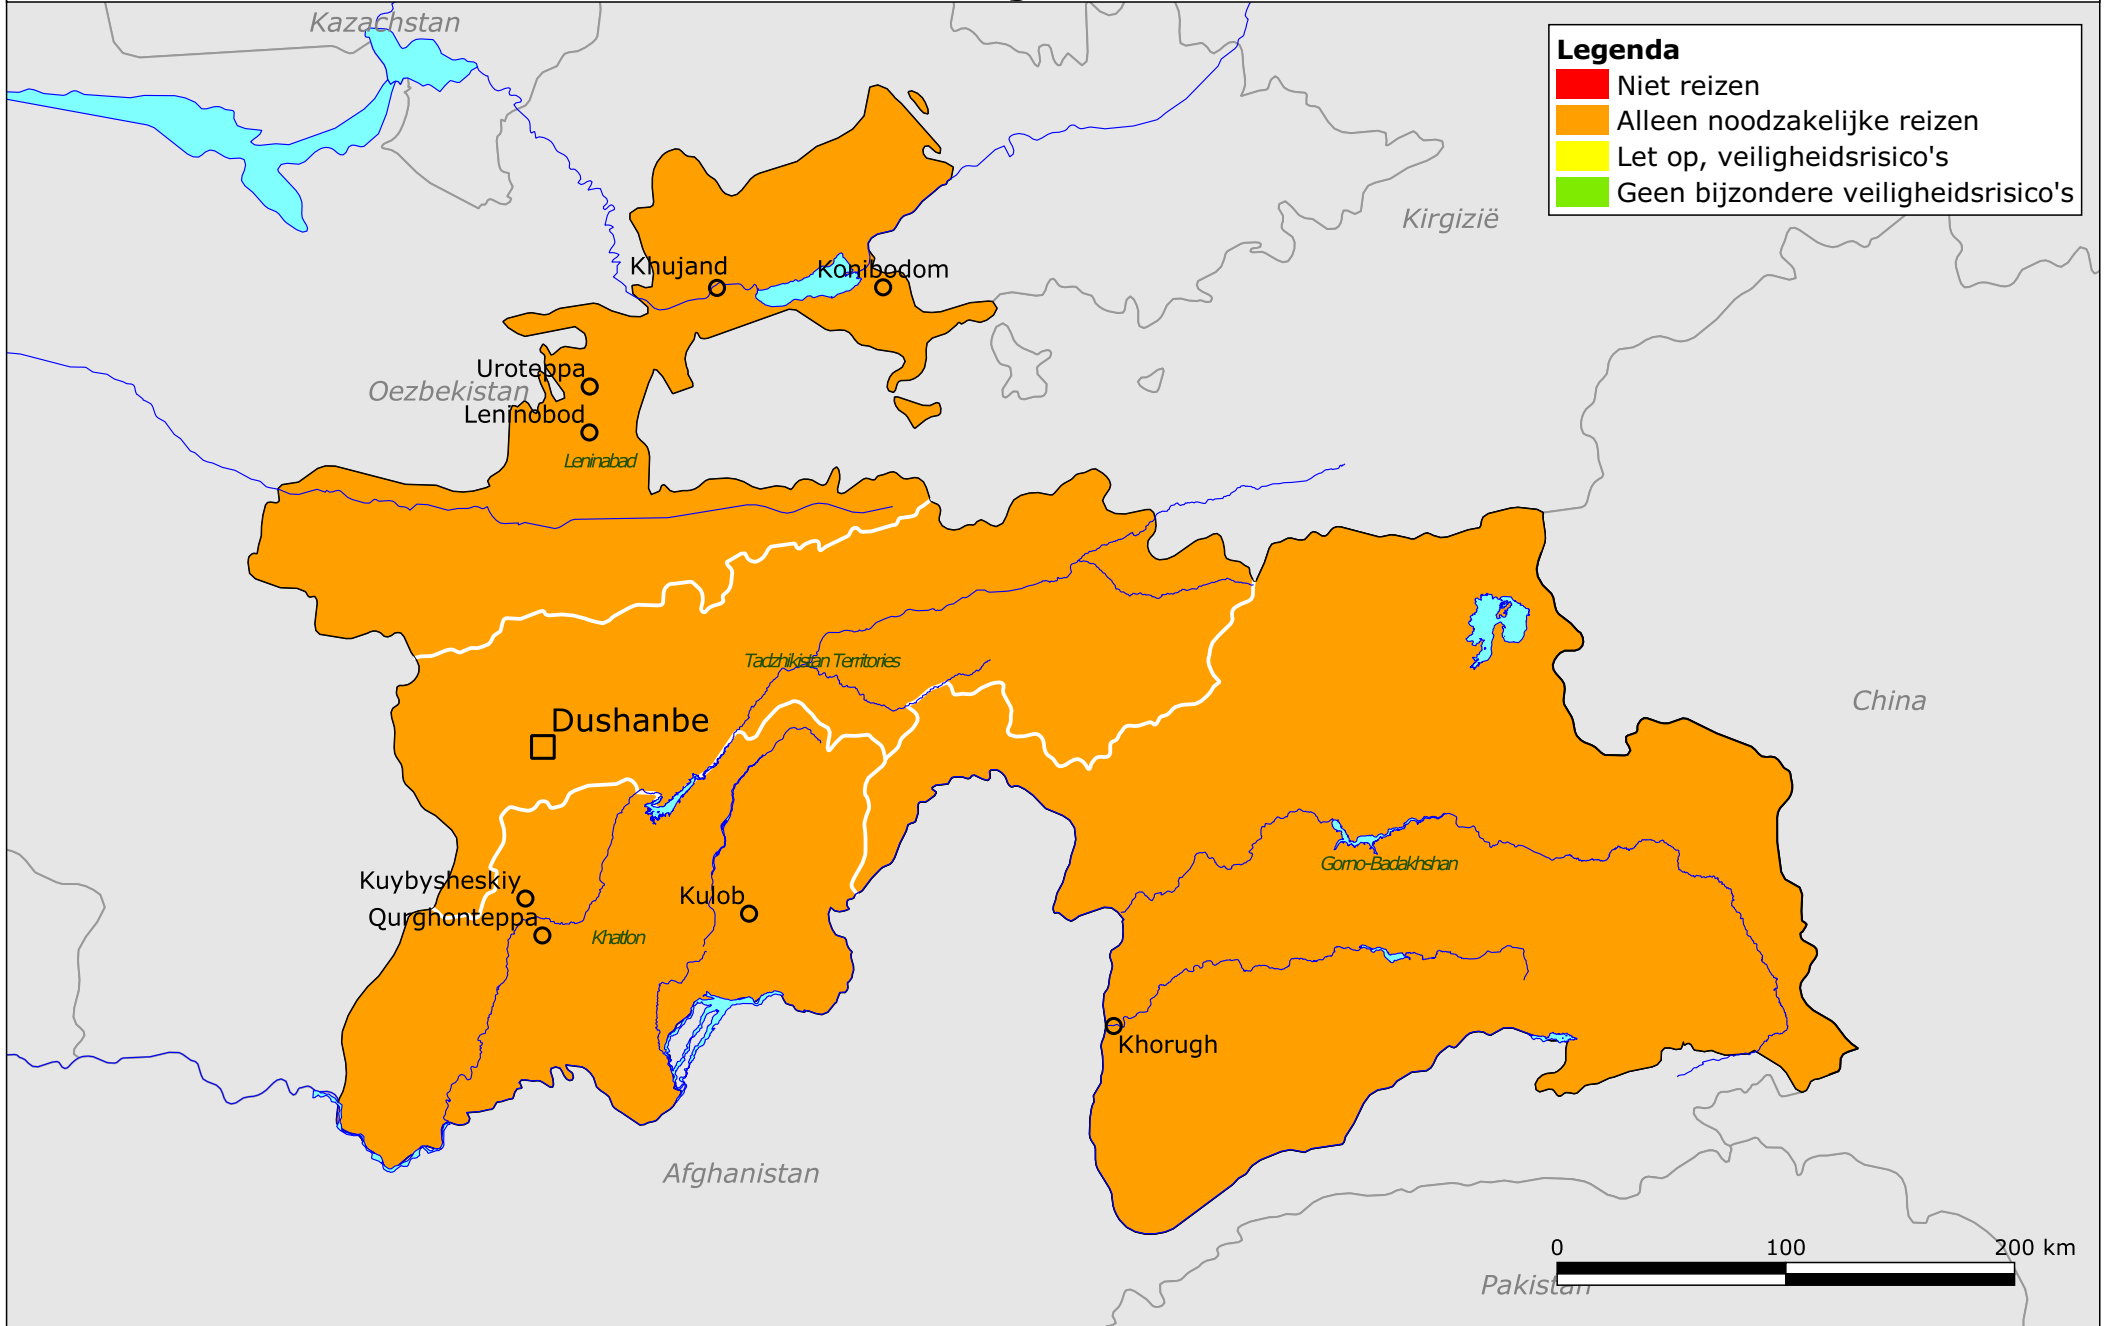 Kazachstan
Legenda
Niet reizen
Alleen noodzakelijke reizen
Let op, veiligheidsrisico's
Geen bijzondere veiligheidsrisico's
Kirgizië
Khujand
Konibodom
Uroteppa
Oezbekistan
Leninobod
Leninabad
Tadzhikistan Territories
China
Dushanbe
Gorno-Badakhshan
Kuybysheskiy
Kulob
Qurghonteppa
Khatlon
Khorugh
Afghanistan
0 100 200 km
Pakistan